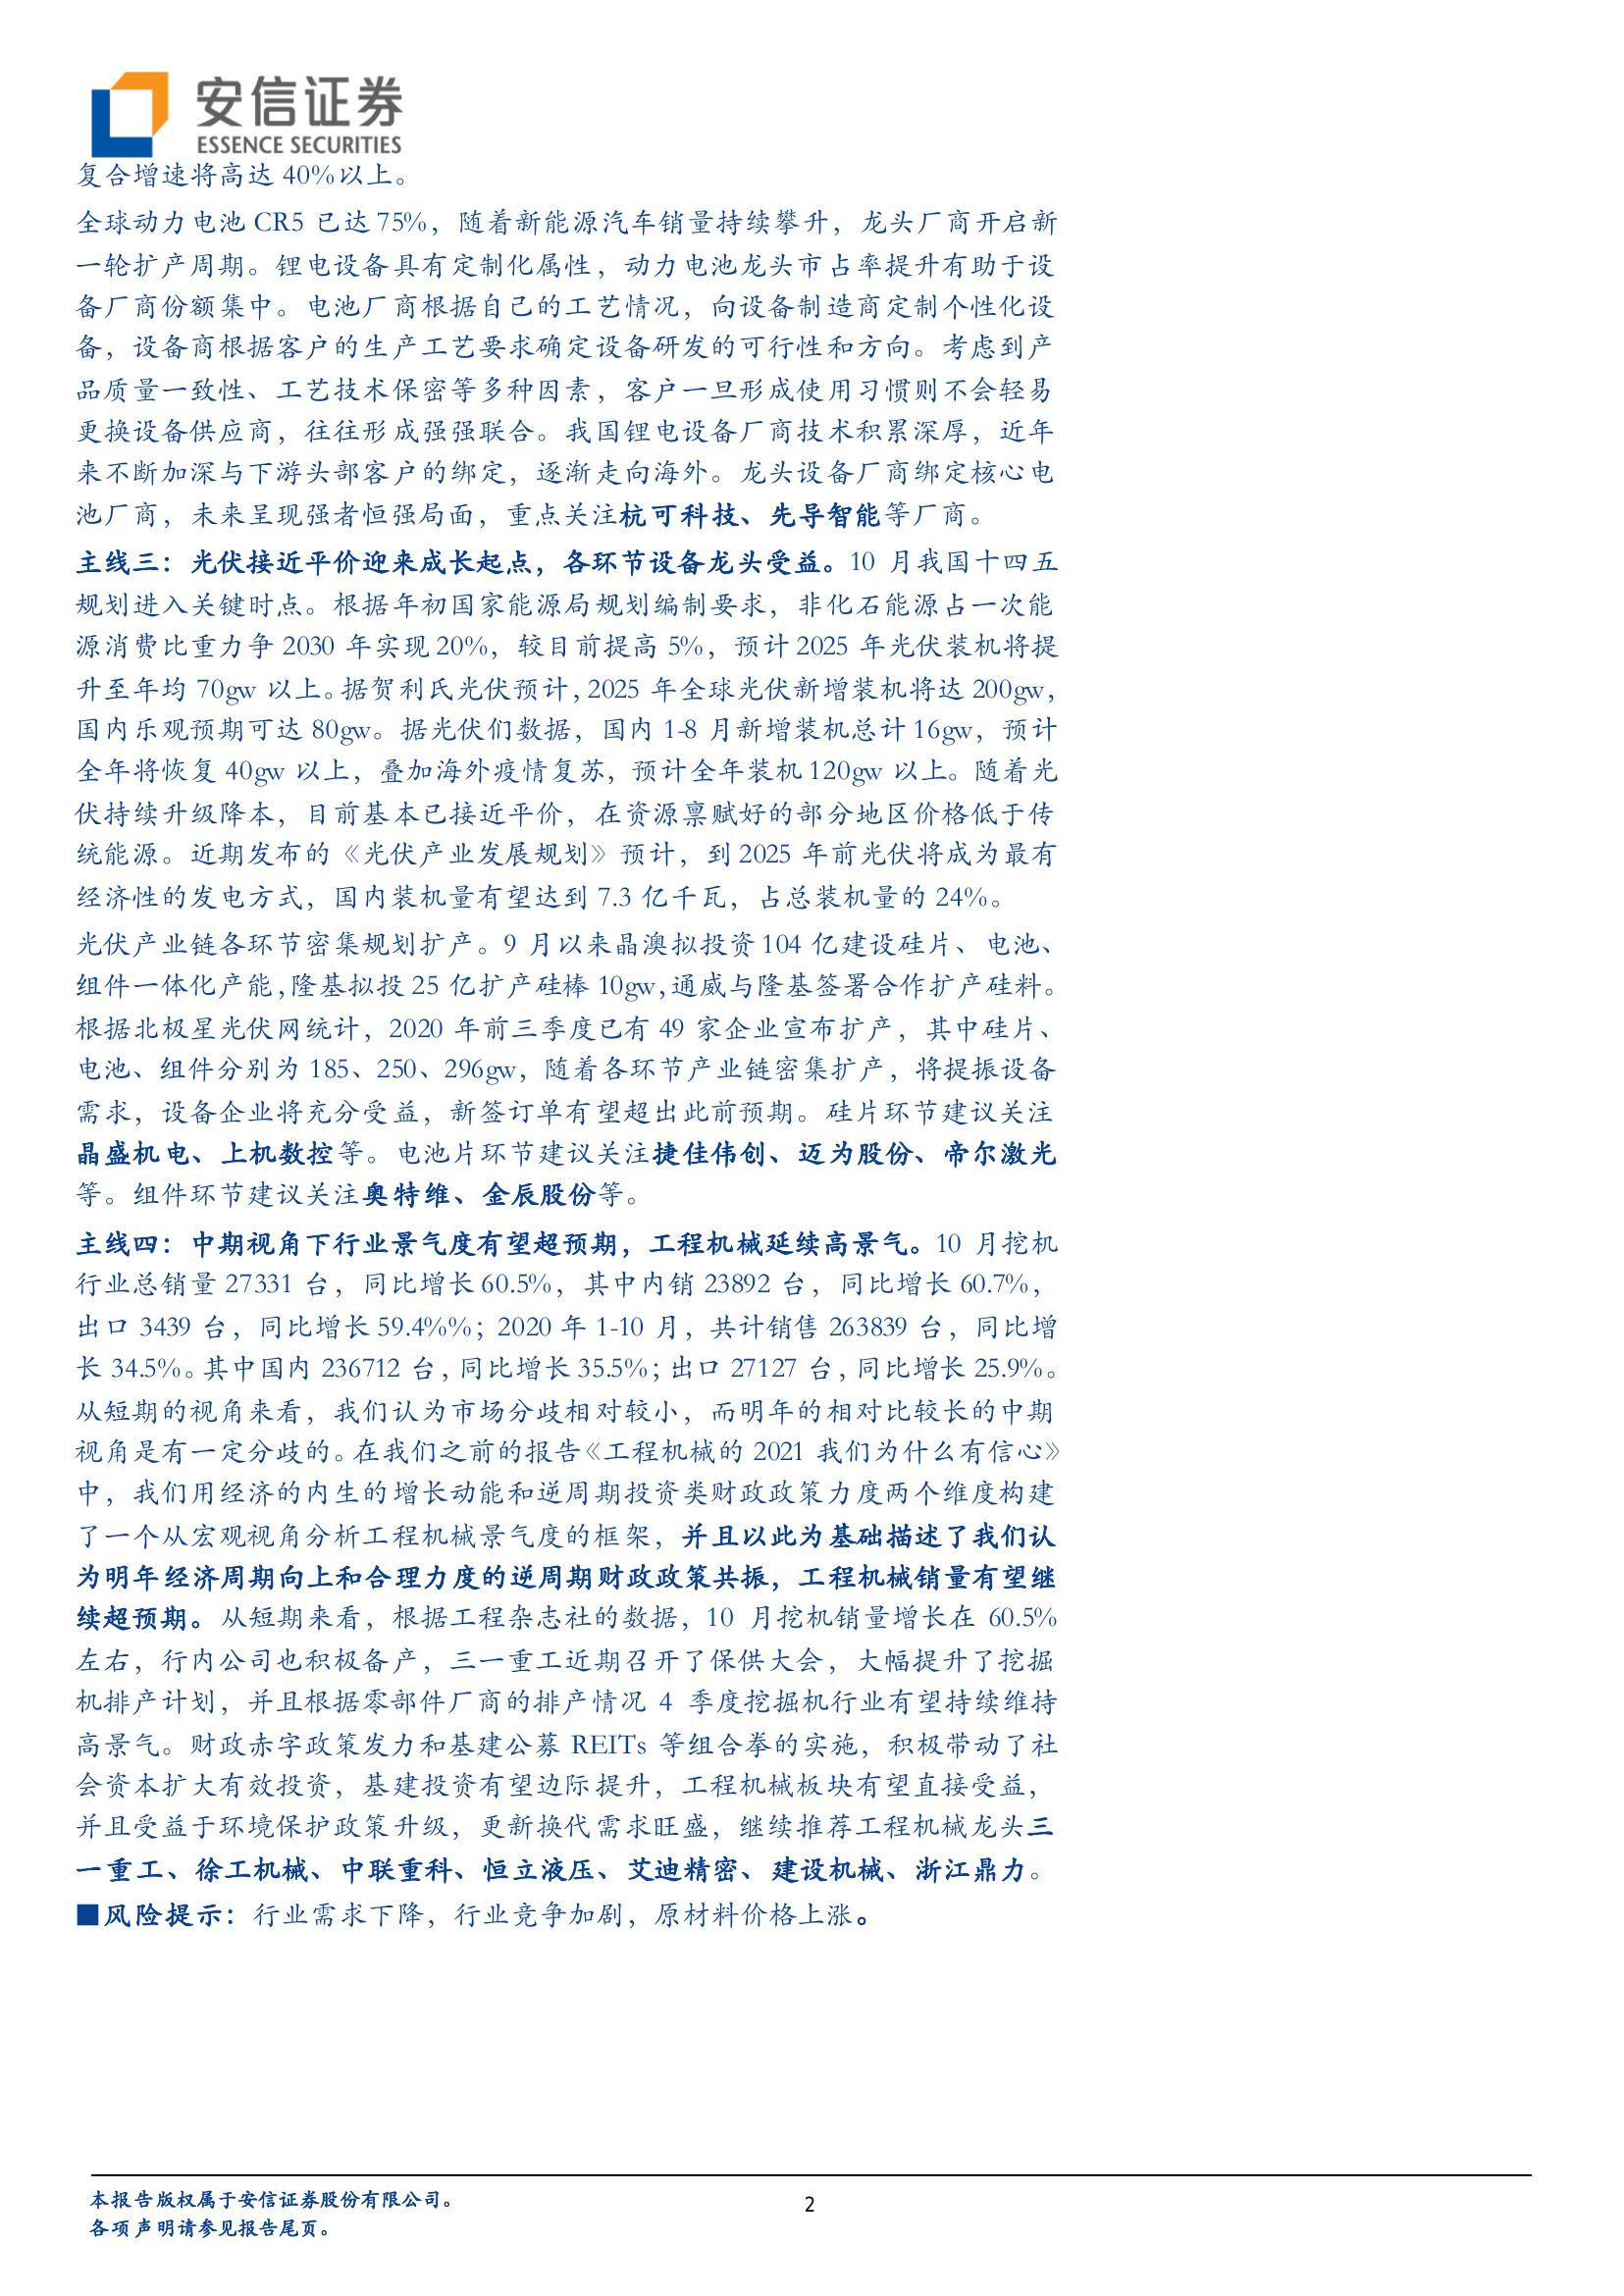 安信证券
ESSENCE SECURITIES
复合增速将高达 40%以上。
全球动力电池 CR5 已达 75%，随着新能源汽车销量持续攀升，龙头厂商开启新
一轮扩产周期。锂电设备具有定制化属性，动力电池龙头市占率提升有助于设
备厂商份额集中。电池厂商根据自己的工艺情况，向设备制造商定制个性化设
备，设备商根据客户的生产工艺要求确定设备研发的可行性和方向。考虑到产
品质量一致性、工艺技术保密等多种因素，客户一旦形成使用习惯则不会轻易
更换设备供应商，往往形成强强联合。我国锂电设备厂商技术积累深厚，近年
来不断加深与下游头部客户的绑定，逐渐走向海外。龙头设备厂商绑定核心电
池厂商，未来呈现强者恒强局面，重点关注杭可科技、先导智能等厂商。
主线三：光伏接近平价迎来成长起点，各环节设备龙头受益。10 月我国十四五
规划进入关键时点。根据年初国家能源局规划编制要求，非化石能源占一次能
源消费比重力争 2030 年实现 20%，较目前提高 5%，预计 2025 年光伏装机将提
升至年均 70gw 以上。据贺利氏光伏预计，2025 年全球光伏新增装机将达 200gw，
国内乐观预期可达 80gw。据光伏们数据，国内 1-8 月新增装机总计 16gw，预计
全年将恢复 40gw 以上，叠加海外疫情复苏，预计全年装机 120gw 以上。随着光
伏持续升级降本，目前基本已接近平价，在资源禀赋好的部分地区价格低于传
统能源。近期发布的《光伏产业发展规划》预计，到 2025 年前光伏将成为最有
经济性的发电方式，国内装机量有望达到 7.3 亿千瓦，占总装机量的 24%。
光伏产业链各环节密集规划扩产。9 月以来晶澳拟投资 104 亿建设硅片、电池、
组件一体化产能，隆基拟投 25 亿扩产硅棒 10gw，通威与隆基签署合作扩产硅料。
根据北极星光伏网统计，2020 年前三季度已有 49 家企业宣布扩产，其中硅片、
电池、组件分别为 185、250、296gw，随着各环节产业链密集扩产，将提振设备
需求，设备企业将充分受益，新签订单有望超出此前预期。硅片环节建议关注
晶盛机电、上机数控等。电池片环节建议关注捷佳伟创、迈为股份、帝尔激光
等。组件环节建议关注奥特维、金辰股份等。
主线四：中期视角下行业景气度有望超预期，工程机械延续高景气。10 月挖机
行业总销量 27331 台，同比增长 60.5%，其中内销 23892 台，同比增长 60.7%，
出口 3439 台，同比增长 59.4%%；2020 年 1-10 月，共计销售 263839 台，同比增
长 34.5%。其中国内 236712 台，同比增长 35.5%；出口 27127 台，同比增长 25.9%。
从短期的视角来看，我们认为市场分歧相对较小，而明年的相对比较长的中期
视角是有一定分歧的。在我们之前的报告《工程机械的 2021 我们为什么有信心》
中，我们用经济的内生的增长动能和逆周期投资类财政政策力度两个维度构建
了一个从宏观视角分析工程机械景气度的框架，并且以此为基础描述了我们认
为明年经济周期向上和合理力度的逆周期财政政策共振，工程机械销量有望继
续超预期。从短期来看，根据工程杂志社的数据，10 月挖机销量增长在 60.5%
左右，行内公司也积极备产，三一重工近期召开了保供大会，大幅提升了挖掘
机排产计划，并且根据零部件厂商的排产情况 4 季度挖掘机行业有望持续维持
高景气。财政赤字政策发力和基建公募 REITs 等组合拳的实施，积极带动了社
会资本扩大有效投资，基建投资有望边际提升，工程机械板块有望直接受益，
并且受益于环境保护政策升级，更新换代需求旺盛，继续推荐工程机械龙头三
一重工、徐工机械、中联重科、恒立液压、艾迪精密、建设机械、浙江鼎力。
■风险提示：行业需求下降，行业竞争加剧，原材料价格上涨。
本报告版权属于安信证券股份有限公司。
2
各项声明请参见报告尾页。